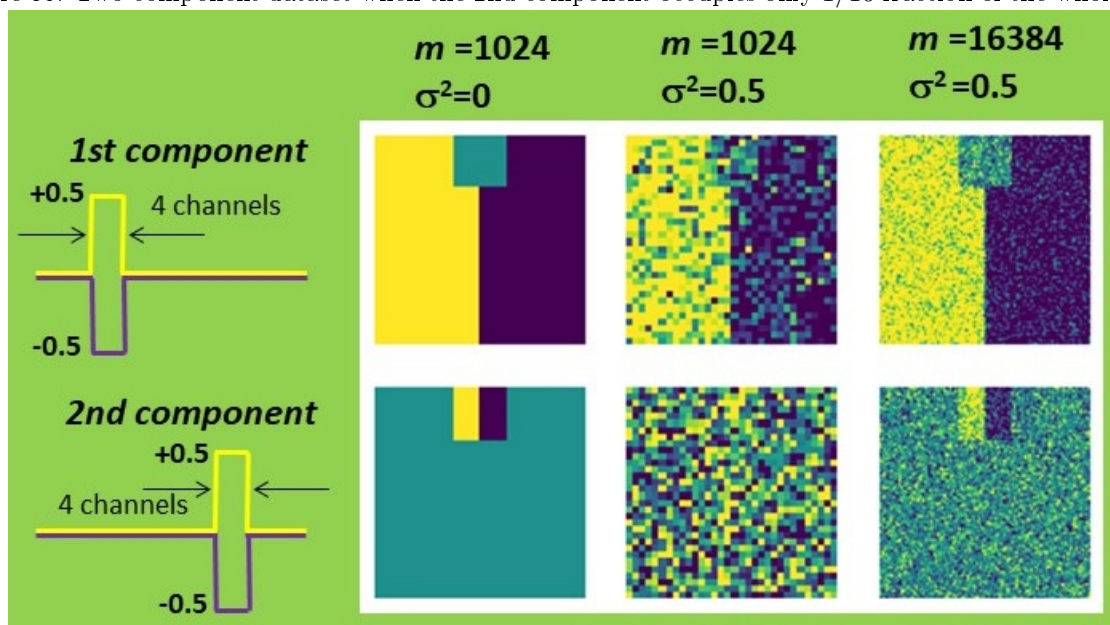 m =1024 m =1024 m =16384
σ²=0 σ²=0.5 σ²=0.5
1st component
+0.5
4 channels
-0.5
2nd component
+0.5
4 channels
-0.5